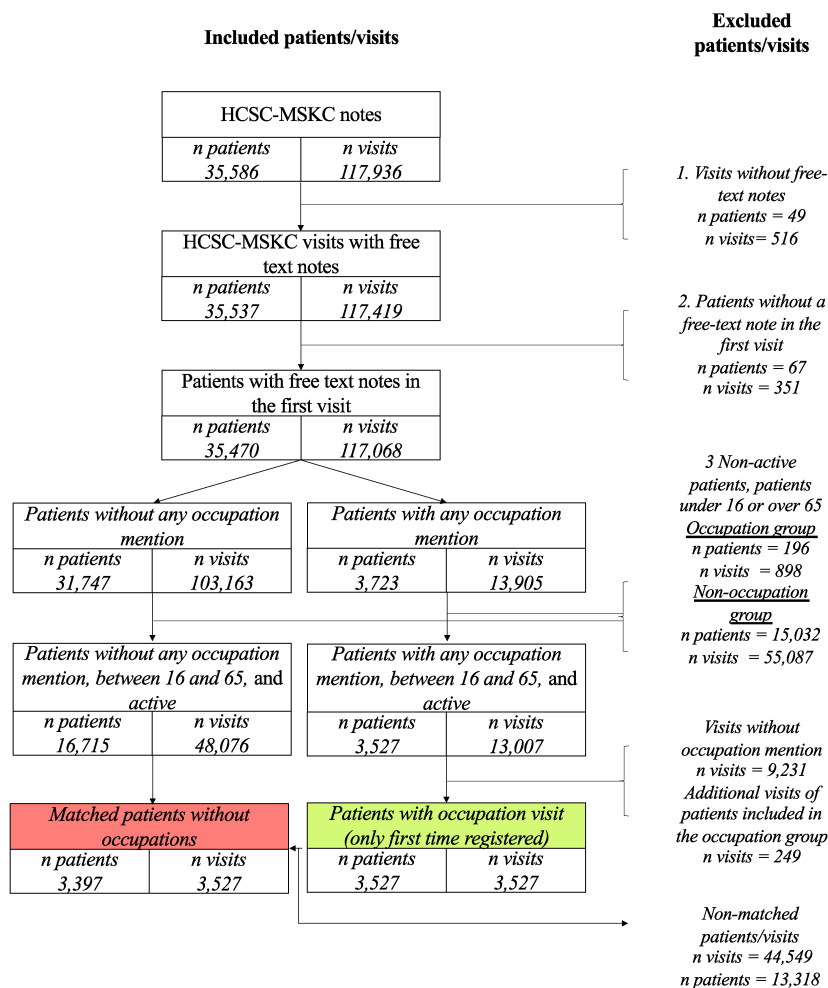 Included patients/visits
Excluded
patients/visits
HCSC-MSKC notes
n patients
n visits
35,586
117,936
1. Visits without free-
text notes
n patients = 49
n visits= 516
HCSC-MSKC visits with free
text notes
n patients
n visits
35,537
117,419
2. Patients without a
free-text note in the
first visit
n patients = 67
n visits = 351
Patients with free text notes in
the first visit
n patients
n visits
35,470
117,068
3 Non-active
patients, patients
under 16 or over 65
Occupation group
n patients = 196
n visits = 898
Non-occupation
group
n patients = 15,032
n visits = 55,087
Patients without any occupation
mention
n patients
n visits
31,747
103,163
Patients with any occupation
mention
n patients
n visits
3,723
13,905
Patients without any occupation
mention, between 16 and 65, and
active
n patients
n visits
16,715
48,076
Patients with any occupation
mention, between 16 and 65, and
active
n patients
n visits
3,527
13,007
Visits without
occupation mention
n visits = 9,231
Additional visits of
patients included in
the occupation group
n visits = 249
Matched patients without
occupations
n patients
n visits
3,397
3,527
Patients with occupation visit
(only first time registered)
n patients
n visits
3,527
3,527
Non-matched
patients/visits
n visits = 44,549
n patients = 13,318